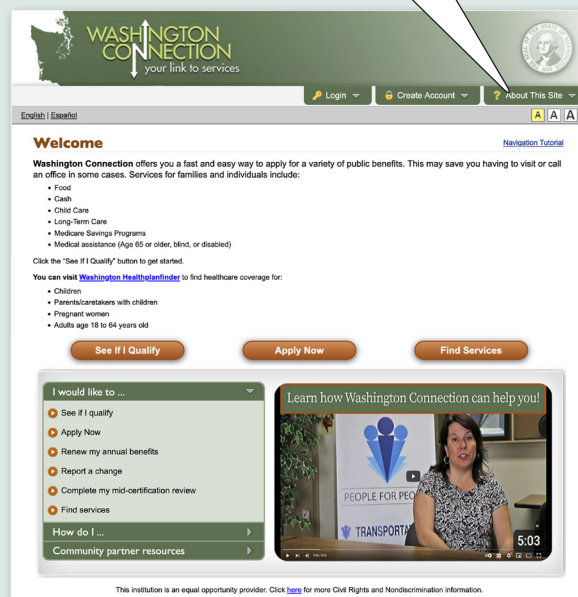 WASHINGTON
CONNECTION
your link to services
Login
Create Account
? About This Site
English | Español
A A A
Welcome
Navigation Tutorial
Washington Connection offers you a fast and easy way to apply for a variety of public benefits. This may save you having to visit or call
an office in some cases. Services for families and individuals include:
• Food
• Cash
• Child Care
• Long-Term Care
• Medicare Savings Programs
• Medical assistance (Age 65 or older, blind, or disabled)
Click the "See If I Qualify" button to get started.
You can visit Washington Healthplanfinder to find healthcare coverage for:
• Children
• Parents/caretakers with children
• Pregnant women
• Adults age 18 to 64 years old
See If I Qualify
Apply Now
Find Services
I would like to ...
See if I qualify
Apply Now
Renew my annual benefits
Report a change
Complete my mid-certification review
Find services
How do I ...
Community partner resources
Learn how Washington Connection can help you!
PEOPLE FOR PEO
TRANSPORTA
5:03
This institution is an equal opportunity provider. Click here for more Civil Rights and Nondiscrimination information.